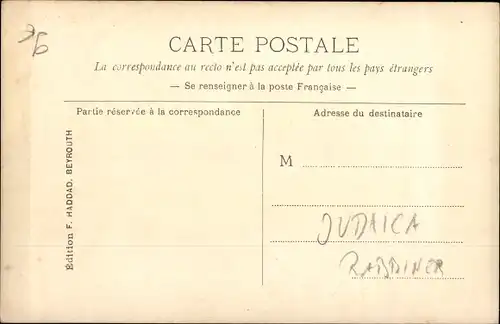 CARTE POSTALE
La correspondance au recto n'est pas acceptée par tous les pays étrangers
— Se renseigner à la poste Française —
Partie réservée à la correspondance
Adresse du destinataire
M
Édition F. HADDAD, BEYROUTH
JUDAICA
RABBINER